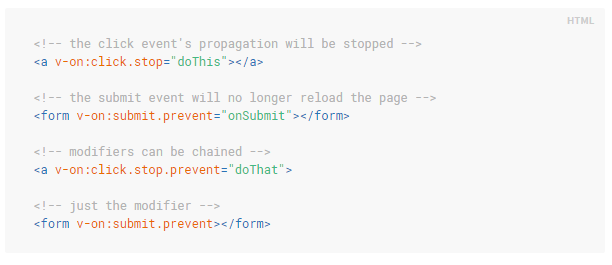 HTML
<!-- the click event's propagation will be stopped -->
<a v-on:click.stop="doThis"></a>
<!-- the submit event will no longer reload the page -->
<form v-on:submit.prevent="onSubmit"></form>
<!-- modifiers can be chained -->
<a v-on:click.stop.prevent="doThat">
<!-- just the modifier -->
<form v-on:submit.prevent></form>